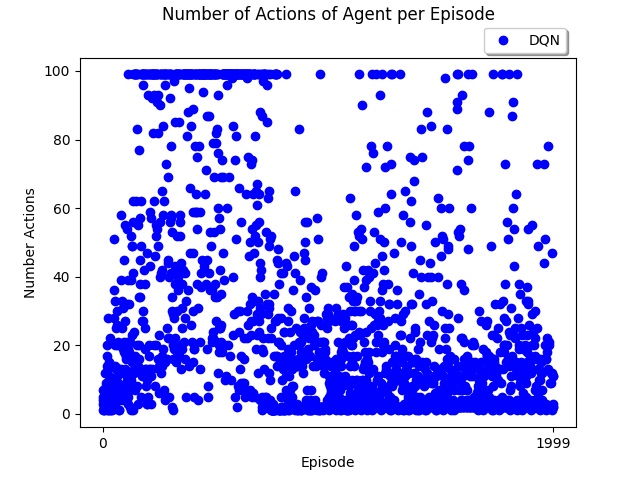 Number of Actions of Agent per Episode
DQN
100
80
60
40
20
0
Number Actions
0 1999
Episode